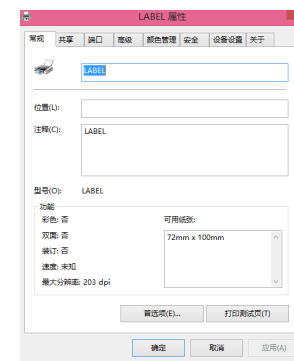 LABEL 属性
常规 共享 端口 高级 颜色管理 安全 设备设置 关于
LABEL
位置(L):
注释(C): LABEL
型号(O): LABEL
功能
彩色: 否 可用纸张:
双面: 否 72mm x 100mm
装订: 否
速度: 未知
最大分辨率: 203 dpi
首选项(E)... 打印测试页(T)
确定 取消 应用(A)